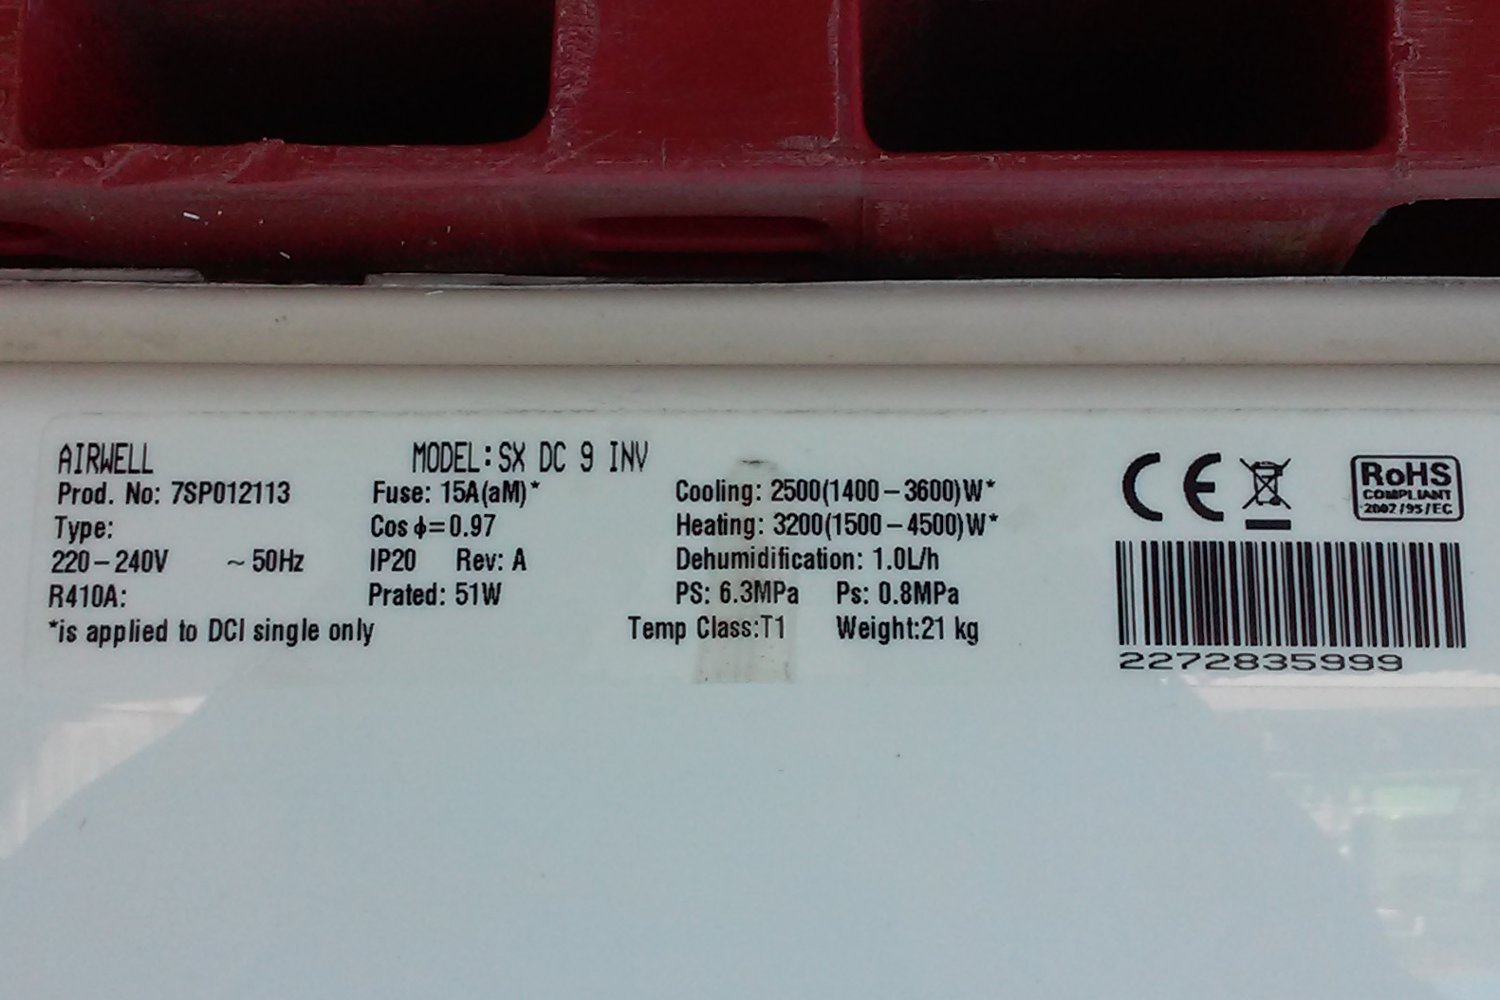 AIRWELL MODEL: SX DC 9 INV
Prod. No: 7SP012113 Fuse: 15A(aM)* Cooling: 2500(1400-3600)W*
Type: Cos ϕ=0.97 Heating: 3200(1500-4500)W*
220-240V ~50Hz IP20 Rev: A Dehumidification: 1.0L/h
R410A: Prated: 51W PS: 6.3MPa Ps: 0.8MPa
*is applied to DCI single only Temp Class:T1 Weight:21 kg
CE
RoHS
COMPLIANT
2002/95/EC
2272835999